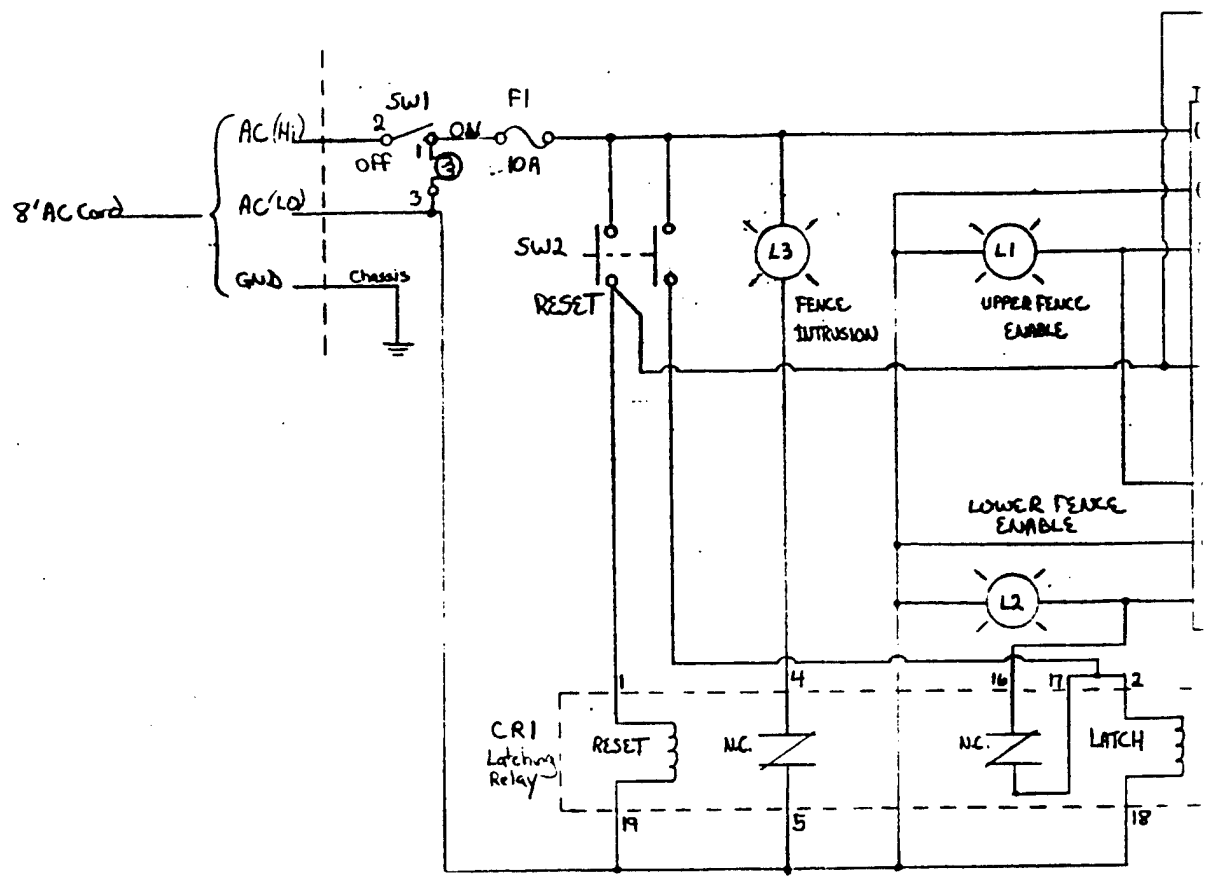 8' AC Cord
AC (Hi)
AC (LO)
GND
Chassis
SW1
2
OFF
1
ON
3
F1
10A
SW2
RESET
L3
FENCE
INTRUSION
L1
UPPER FENCE
ENABLE
LOWER FENCE
ENABLE
L2
1
4
16
17
2
CR1
Latching
Relay
RESET
N.C.
N.C.
LATCH
19
5
18